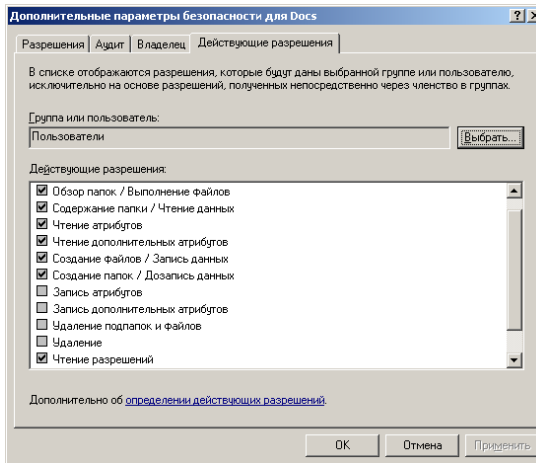 Дополнительные параметры безопасности для Docs
Разрешения Аудит Владелец Действующие разрешения
В списке отображаются разрешения, которые будут даны выбранной группе или пользователю,
исключительно на основе разрешений, полученных непосредственно через членство в группах.
Группа или пользователь:
Пользователи Выбрать...
Действующие разрешения:
Обзор папок / Выполнение файлов
Содержание папки / Чтение данных
Чтение атрибутов
Чтение дополнительных атрибутов
Создание файлов / Запись данных
Создание папок / Дозапись данных
Запись атрибутов
Запись дополнительных атрибутов
Удаление подпапок и файлов
Удаление
Чтение разрешений
Дополнительно об определении действующих разрешений.
OK Отмена Применить